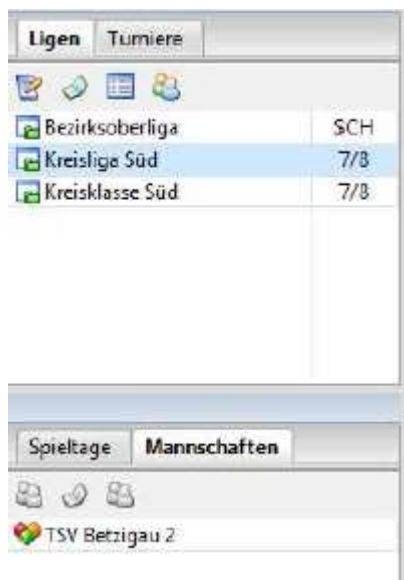 Ligen Turniere
Bezirksoberliga SCH
Kreisliga Süd 7/8
Kreisklasse Süd 7/8
Spieltage Mannschaften
TSV Betzigau 2